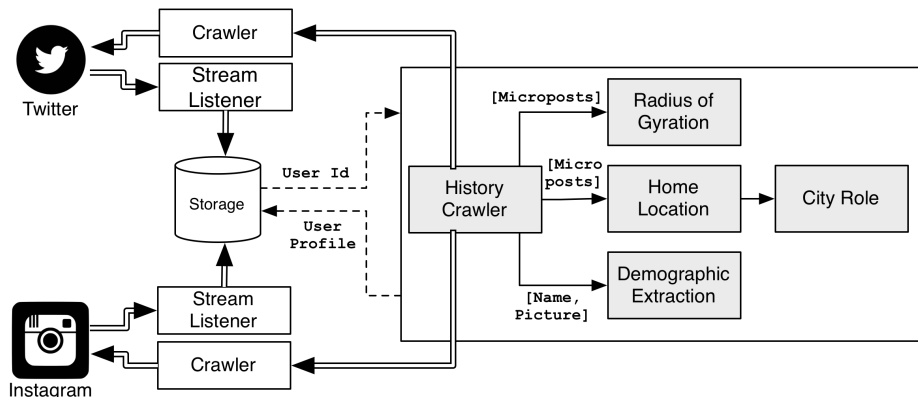 Crawler
Stream
Listener
Twitter
[Microposts]
Radius of
Gyration
User Id
Storage
[Micro
posts]
History
Crawler
Home
Location
City Role
User
Profile
Stream
Listener
Demographic
Extraction
[Name,
Picture]
Crawler
Instagram